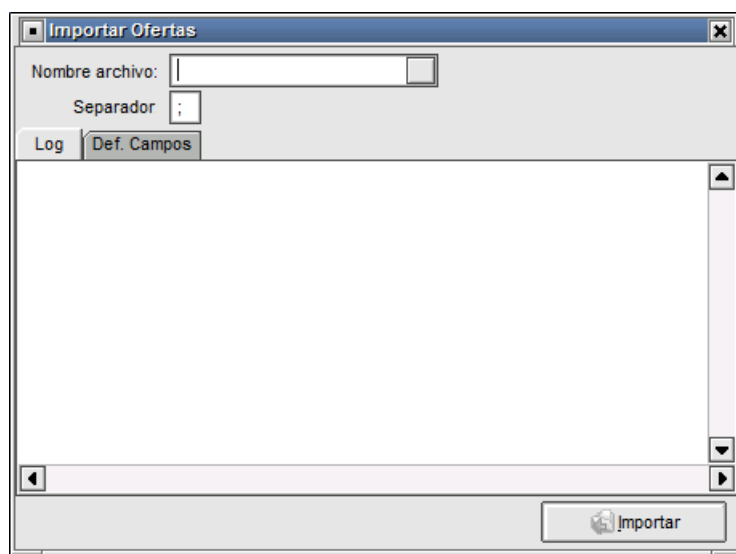 Importar Ofertas
Nombre archivo:
Separador ;
Log Def. Campos
Importar